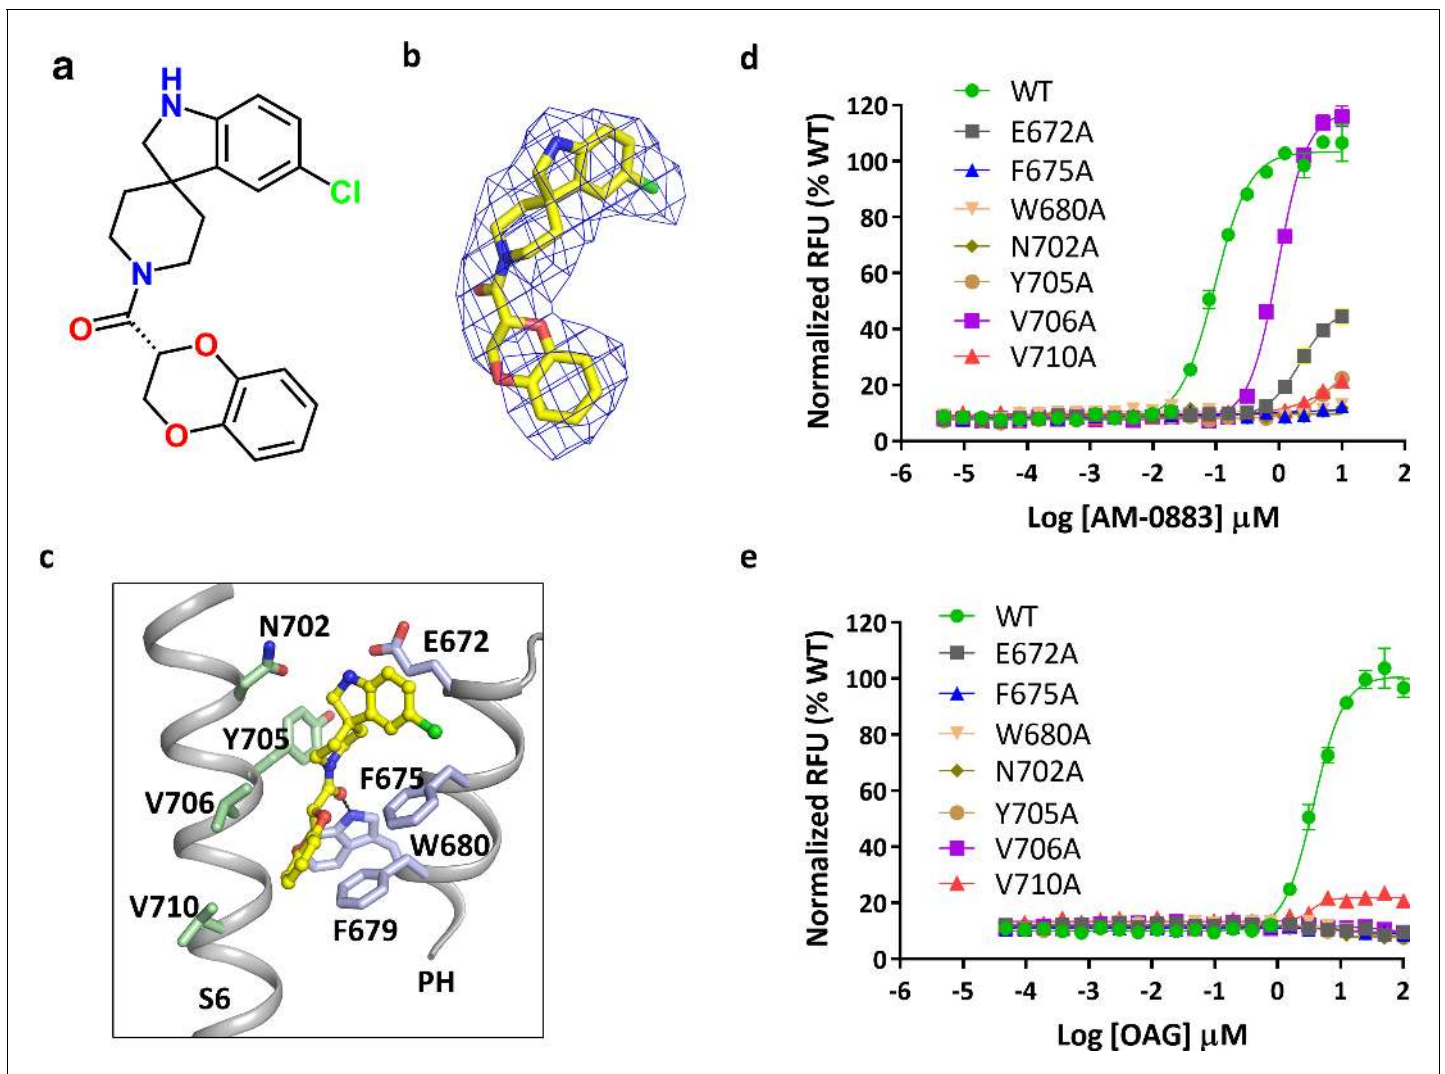 a
H
N
Cl
N
O
O
O
b
c
N702
E672
Y705
F675
V706
W680
V710
F679
S6
PH
d
WT
E672A
F675A
W680A
N702A
Y705A
V706A
V710A
Normalized RFU (% WT)
120
100
80
60
40
20
0
-6 -5 -4 -3 -2 -1 0 1 2
Log [AM-0883] μM
e
WT
E672A
F675A
W680A
N702A
Y705A
V706A
V710A
Normalized RFU (% WT)
120
100
80
60
40
20
0
-6 -5 -4 -3 -2 -1 0 1 2
Log [OAG] μM